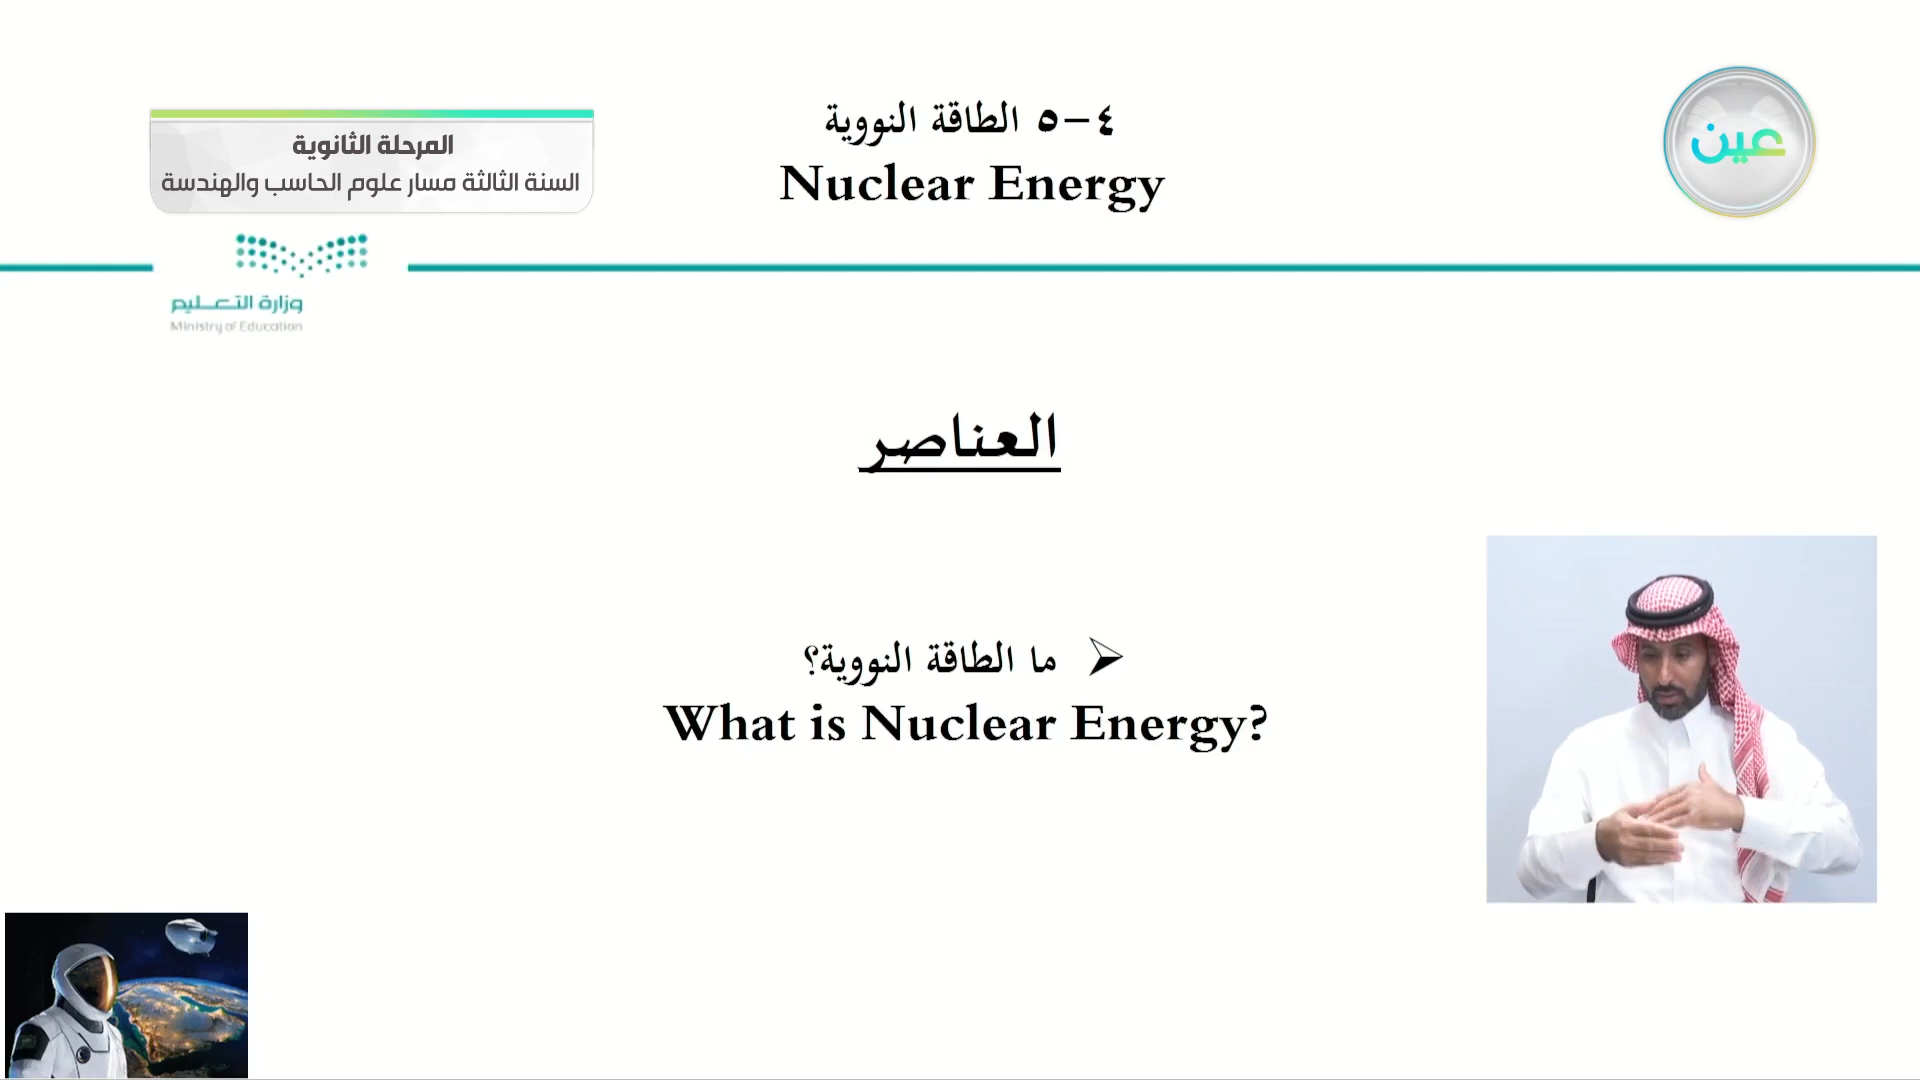 المرحلة الثانوية
السنة الثالثة مسار علوم الحاسب والهندسة
٤-٥ الطاقة النووية
Nuclear Energy
عين
وزارة التعليم
Ministry of Education
العناصر
ما الطاقة النووية؟
What is Nuclear Energy?